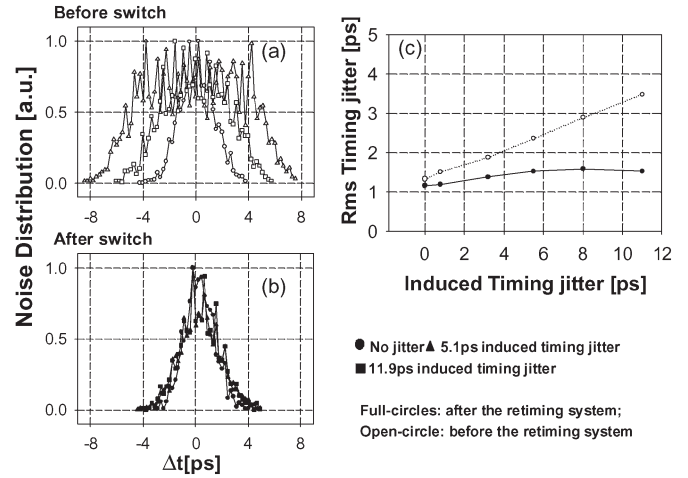 Before switch
(a)
1.0
0.5
0.0
-8 -4 0 4 8
Noise Distribution [a.u.]
After switch
(b)
1.0
0.5
0.0
-8 -4 0 4 8
Δt[ps]
(c)
5
4
3
2
1
0
Rms Timing jitter [ps]
0 2 4 6 8 10 12
Induced Timing jitter [ps]
● No jitter▲ 5.1ps induced timing jitter
■ 11.9ps induced timing jitter
Full-circles: after the retiming system;
Open-circle: before the retiming system